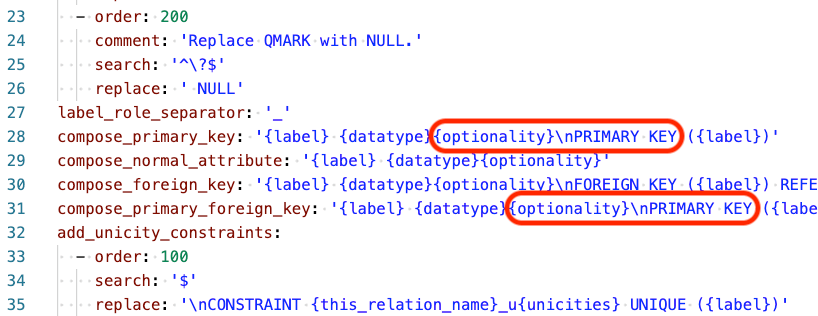 23 - order: 200
24 comment: 'Replace QMARK with NULL.'
25 search: '^\?$'
26 replace: ' NULL'
27 label_role_separator: '_'
28 compose_primary_key: '{label} {datatype}{optionality}\nPRIMARY KEY ({label})'
29 compose_normal_attribute: '{label} {datatype}{optionality}'
30 compose_foreign_key: '{label} {datatype}{optionality}\nFOREIGN KEY ({label}) REFE
31 compose_primary_foreign_key: '{label} {datatype}{optionality}\nPRIMARY KEY ({labe
32 add_unicity_constraints:
33 - order: 100
34 search: '$'
35 replace: '\nCONSTRAINT {this_relation_name}_u{unicities} UNIQUE ({label})'